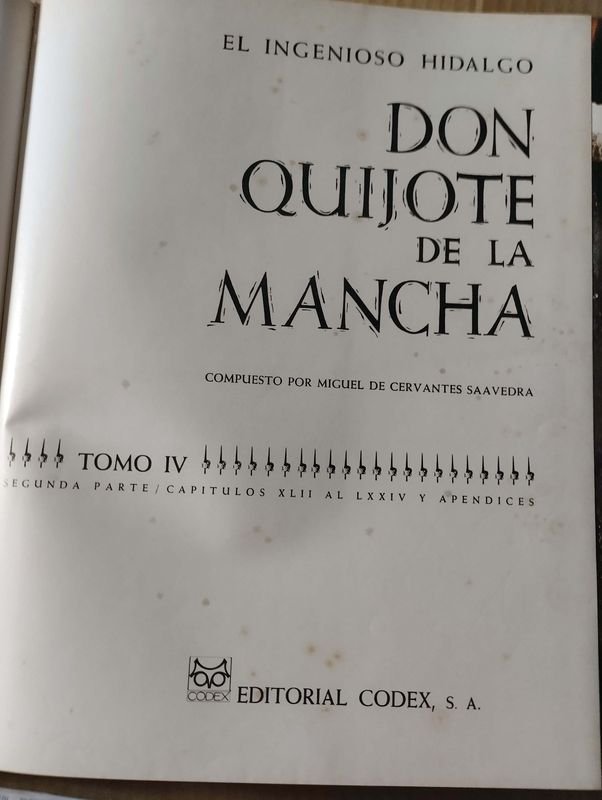 EL INGENIOSO HIDALGO
DON
QUIJOTE
DE LA
MANCHA
COMPUESTO POR MIGUEL DE CERVANTES SAAVEDRA
TOMO IV
SEGUNDA PARTE / CAPITULOS XLII AL LXXIV Y APENDICES
CODEX
EDITORIAL CODEX, S. A.